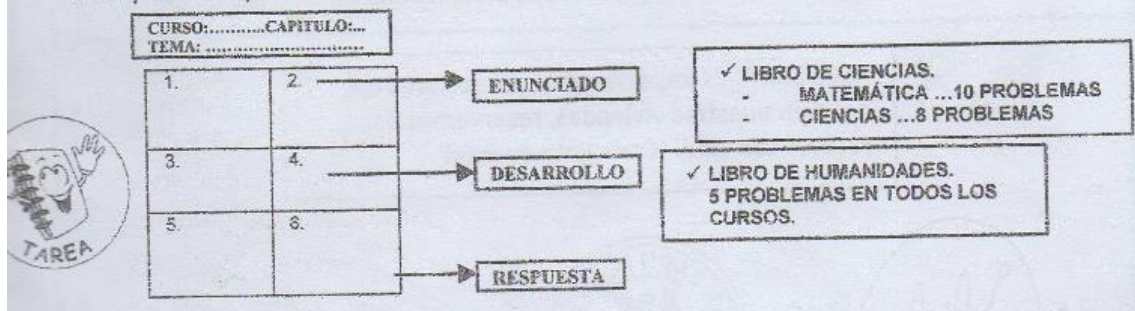 CURSO:...........CAPITULO:...
TEMA: ..............................
1.
2.
ENUNCIADO
3.
4.
DESARROLLO
5.
6.
RESPUESTA
✓ LIBRO DE CIENCIAS.
- MATEMÁTICA ...10 PROBLEMAS
CIENCIAS ...8 PROBLEMAS
✓ LIBRO DE HUMANIDADES.
5 PROBLEMAS EN TODOS LOS
CURSOS.
TAREA